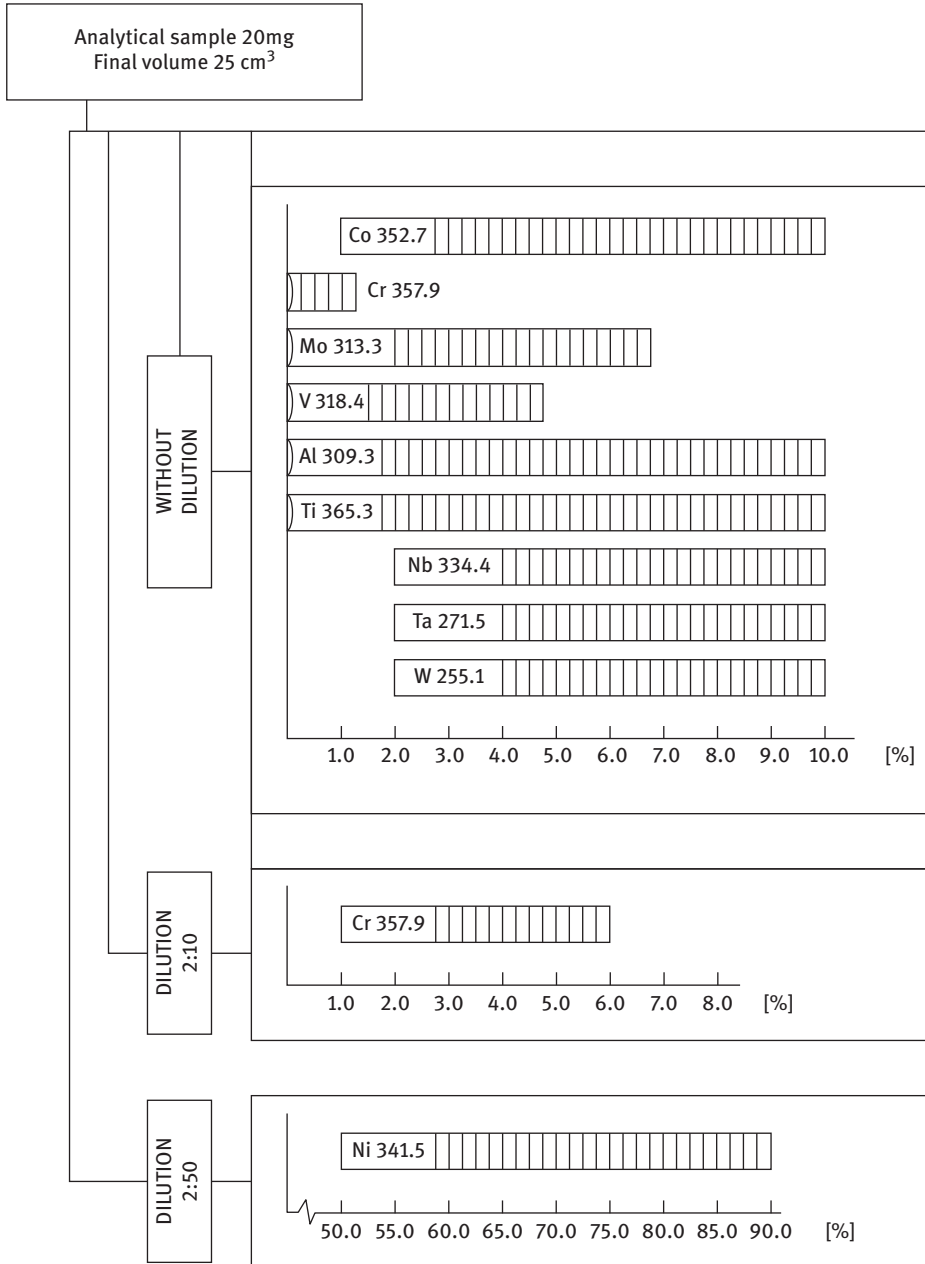 Analytical sample 20mg
Final volume 25 cm³
WITHOUT
DILUTION
Co 352.7
Cr 357.9
Mo 313.3
V 318.4
Al 309.3
Ti 365.3
Nb 334.4
Ta 271.5
W 255.1
1.0 2.0 3.0 4.0 5.0 6.0 7.0 8.0 9.0 10.0 [%]
DILUTION
2:10
Cr 357.9
1.0 2.0 3.0 4.0 5.0 6.0 7.0 8.0 [%]
DILUTION
2:50
Ni 341.5
50.0 55.0 60.0 65.0 70.0 75.0 80.0 85.0 90.0 [%]